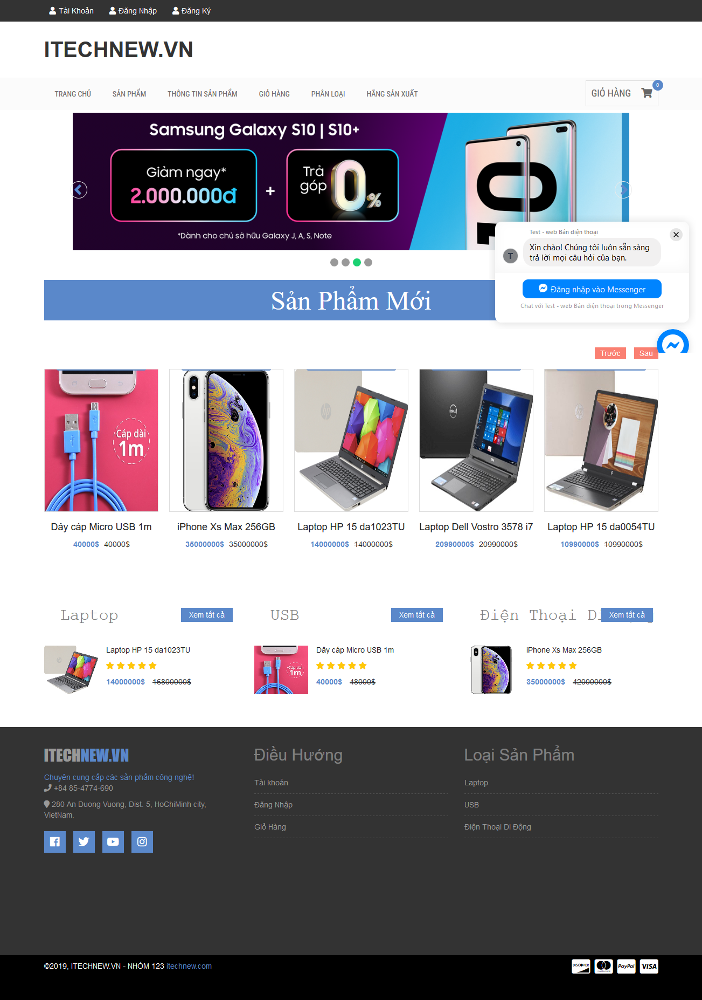 Tài Khoản Đăng Nhập Đăng Ký
ITECHNEW.VN
TRANG CHỦ SẢN PHẨM THÔNG TIN SẢN PHẨM GIỎ HÀNG PHÂN LOẠI HÃNG SẢN XUẤT GIỎ HÀNG 0
Samsung Galaxy S10 | S10+
Giảm ngay*
2.000.000đ
+
Trả góp 0%
*Dành cho chủ sở hữu Galaxy J, A, S, Note
Test - web Bán điện thoại
T
Xin chào! Chúng tôi luôn sẵn sàng
trả lời mọi câu hỏi của bạn.
Đăng nhập vào Messenger
Chat với Test - web Bán điện thoại trong Messenger
Sản Phẩm Mới
Trước Sau
Cáp dài
1m
DELL
Dây cáp Micro USB 1m iPhone Xs Max 256GB Laptop HP 15 da1023TU Laptop Dell Vostro 3578 i7 Laptop HP 15 da0054TU
40000$ 40000$ 35000000$ 35000000$ 14000000$ 14000000$ 20990000$ 20990000$ 10990000$ 10990000$
Laptop Xem tất cả USB Xem tất cả Điện Thoại Xem tất cả
Laptop HP 15 da1023TU
14000000$ 16800000$
Cáp dài
1m
Dây cáp Micro USB 1m
40000$ 48000$
iPhone Xs Max 256GB
35000000$ 42000000$
ITECHNEW.VN
Chuyên cung cấp các sản phẩm công nghệ!
+84 85-4774-690
280 An Duong Vuong, Dist. 5, HoChiMinh city,
VietNam.
Điều Hướng
Tài khoản
Đăng Nhập
Giỏ Hàng
Loại Sản Phẩm
Laptop
USB
Điện Thoại Di Động
©2019, ITECHNEW.VN - NHÓM 123 itechnew.com
DISCOVER mastercard PayPal VISA